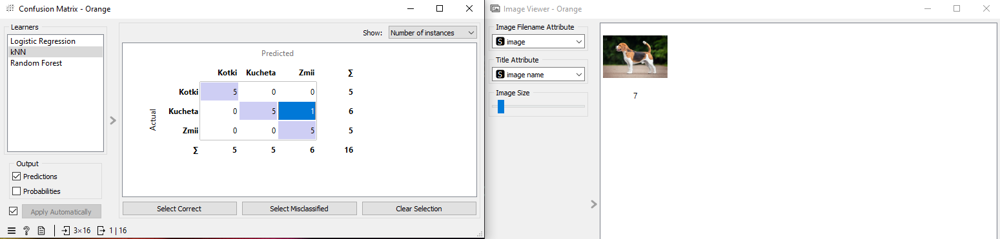 Confusion Matrix - Orange
Learners
Logistic Regression
kNN
Random Forest
Output
Predictions
Probabilities
Apply Automatically
3×16
1 | 16
Show: Number of instances
Predicted
Kotki Kucheta Zmii ∑
Actual
Kotki 5 0 0 5
Kucheta 0 5 1 6
Zmii 0 0 5 5
∑ 5 5 6 16
Select Correct Select Misclassified Clear Selection
Image Viewer - Orange
Image Filename Attribute
S image
Title Attribute
S image name
Image Size
7